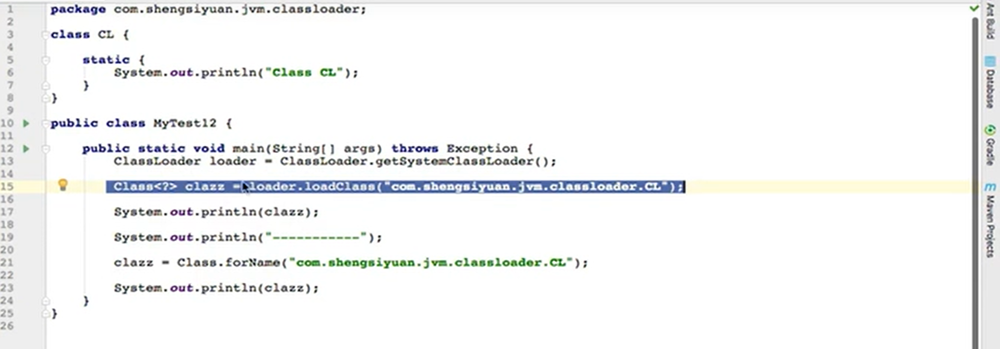 1 package com.shengsiyuan.jvm.classloader;
2
3 class CL {
4
5     static {
6         System.out.println("Class CL");
7     }
8 }
9
10 public class MyTest12 {
11
12     public static void main(String[] args) throws Exception {
13         ClassLoader loader = ClassLoader.getSystemClassLoader();
14
15         Class<?> clazz = loader.loadClass("com.shengsiyuan.jvm.classloader.CL");
16
17         System.out.println(clazz);
18
19         System.out.println("-----------");
20
21         clazz = Class.forName("com.shengsiyuan.jvm.classloader.CL");
22
23         System.out.println(clazz);
24     }
25 }
26
Ant Build
Database
Gradle
Maven Projects